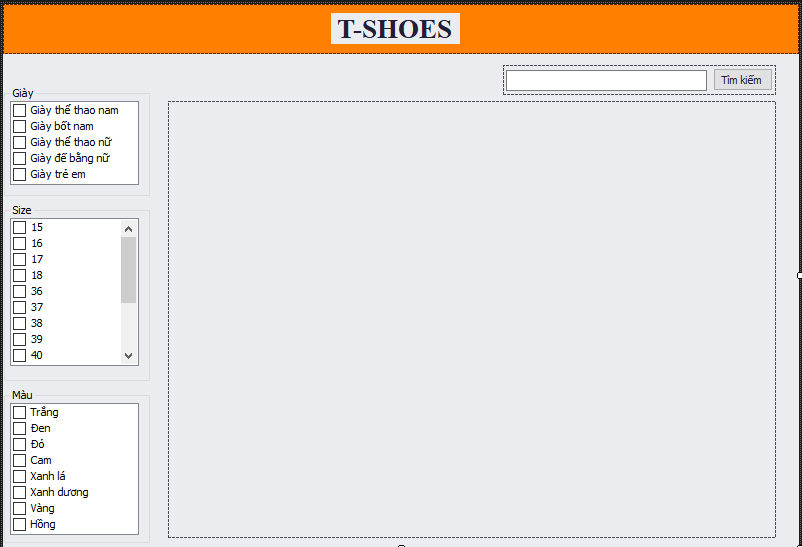 T-SHOES
Tìm kiếm
Giày
Giày thể thao nam
Giày bốt nam
Giày thể thao nữ
Giày đế bằng nữ
Giày trẻ em
Size
15
16
17
18
36
37
38
39
40
Màu
Trắng
Đen
Đỏ
Cam
Xanh lá
Xanh dương
Vàng
Hồng